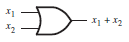 x₁
x₂
x₁ + x₂